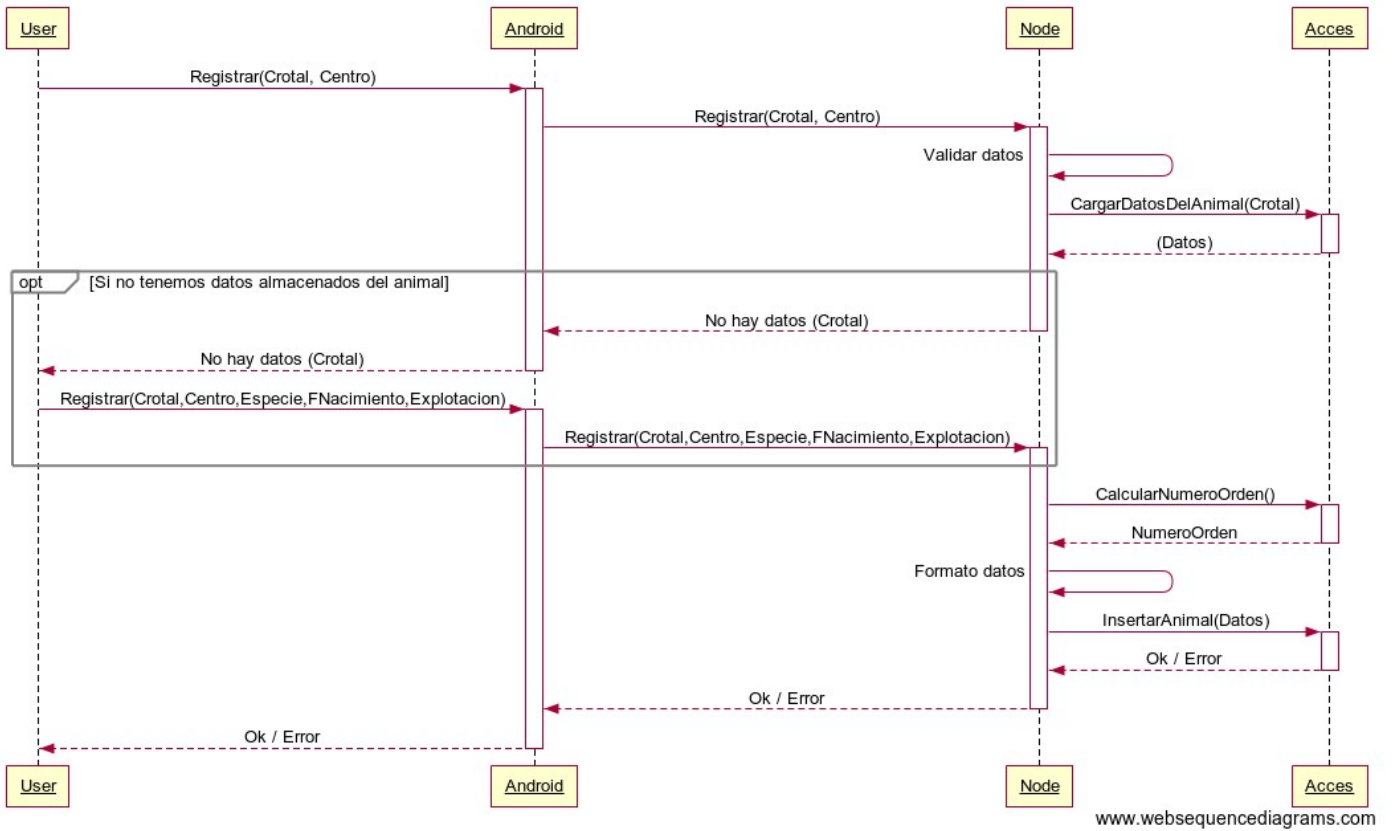 User Android Node Acces
Registrar(Crotal, Centro)
Registrar(Crotal, Centro)
Validar datos
CargarDatosDelAnimal(Crotal)
(Datos)
opt [Si no tenemos datos almacenados del animal]
No hay datos (Crotal)
No hay datos (Crotal)
Registrar(Crotal,Centro,Especie,FNacimiento,Explotacion)
Registrar(Crotal,Centro,Especie,FNacimiento,Explotacion)
CalcularNumeroOrden()
NumeroOrden
Formato datos
InsertarAnimal(Datos)
Ok / Error
Ok / Error
Ok / Error
User Android Node Acces
www.websequencediagrams.com